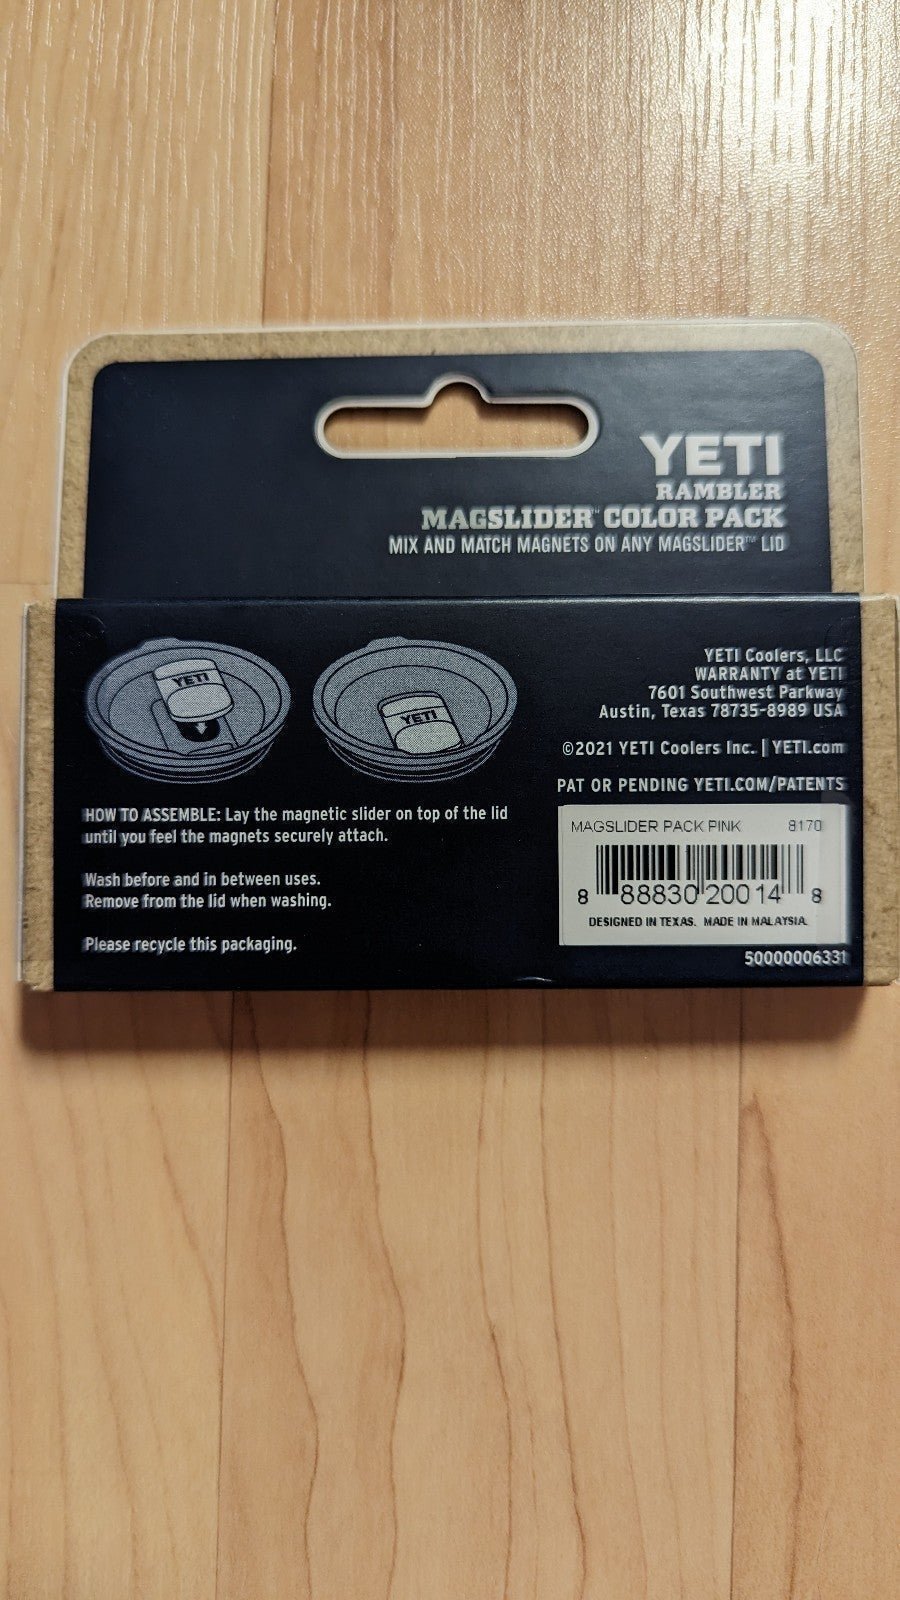 YETI
RAMBLER
MAGSLIDER™ COLOR PACK
MIX AND MATCH MAGNETS ON ANY MAGSLIDER™ LID
YETI
YETI
HOW TO ASSEMBLE: Lay the magnetic slider on top of the lid
until you feel the magnets securely attach.
Wash before and in between uses.
Remove from the lid when washing.
Please recycle this packaging.
YETI Coolers, LLC
WARRANTY at YETI
7601 Southwest Parkway
Austin, Texas 78735-8989 USA
©2021 YETI Coolers Inc. | YETI.com
PAT OR PENDING YETI.COM/PATENTS
MAGSLIDER PACK PINK 8170
8 88830 20014 8
DESIGNED IN TEXAS. MADE IN MALAYSIA.
50000006331